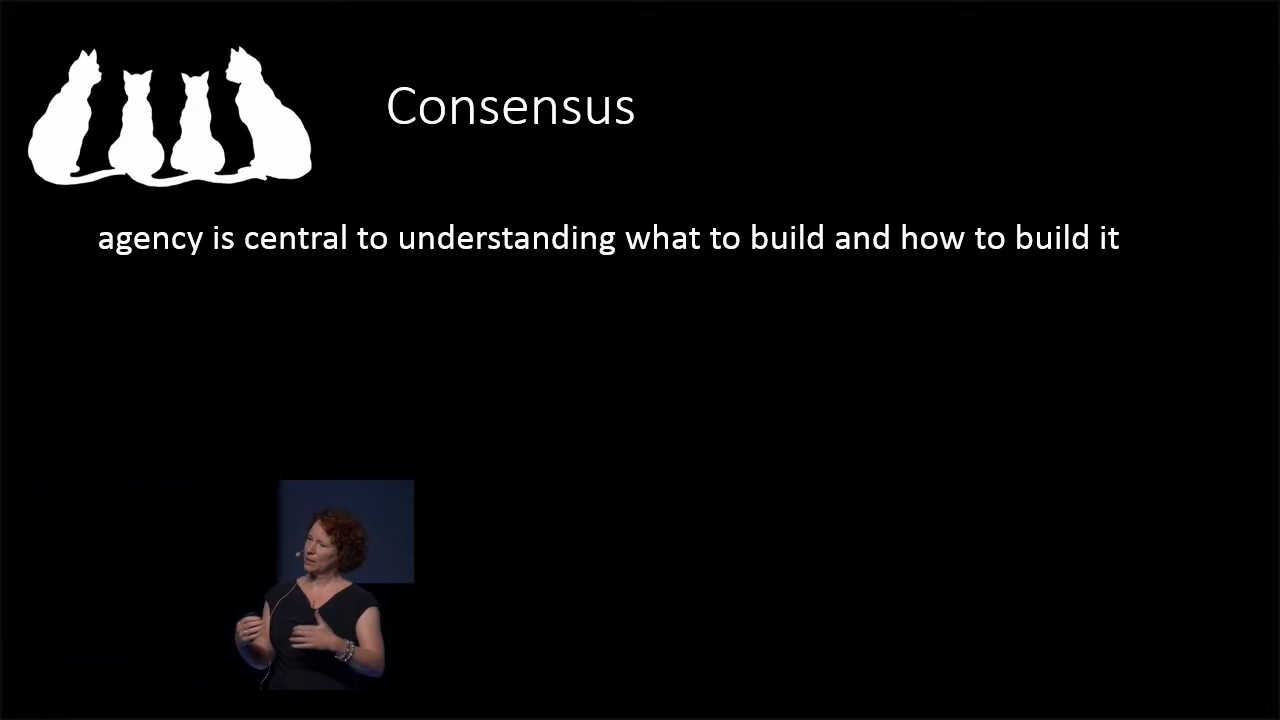 Consensus
agency is central to understanding what to build and how to build it